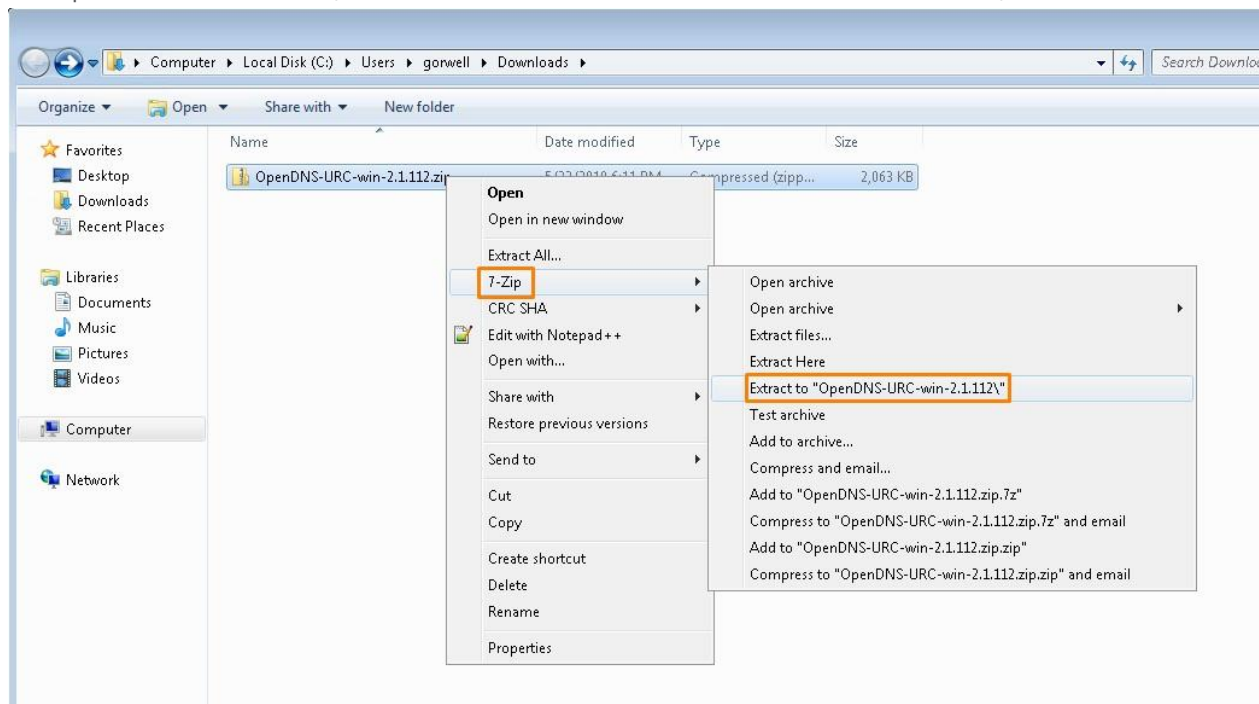 Computer ▸ Local Disk (C:) ▸ Users ▸ gorwell ▸ Downloads ▸
Search Downlo
Organize Open Share with New folder
Favorites
Desktop
Downloads
Recent Places
Libraries
Documents
Music
Pictures
Videos
Computer
Network
Name Date modified Type Size
OpenDNS-URC-win-2.1.112.zip PM (zipp... 2,063 KB
Open
Open in new window
Extract All...
7-Zip
CRC SHA
Edit with Notepad++
Open with...
Share with
Restore previous versions
Send to
Cut
Copy
Create shortcut
Delete
Rename
Properties
Open archive
Open archive
Extract files...
Extract Here
Extract to "OpenDNS-URC-win-2.1.112\"
Test archive
Add to archive...
Compress and email...
Add to "OpenDNS-URC-win-2.1.112.zip.7z"
Compress to "OpenDNS-URC-win-2.1.112.zip.7z" and email
Add to "OpenDNS-URC-win-2.1.112.zip.zip"
Compress to "OpenDNS-URC-win-2.1.112.zip.zip" and email